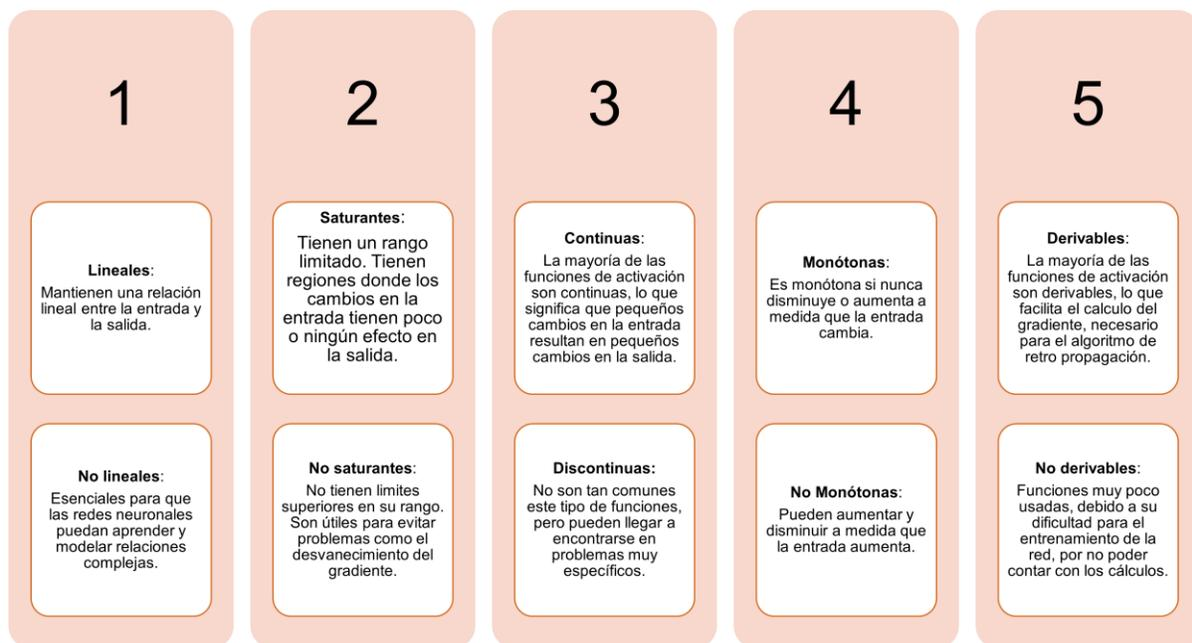 1
Lineales:
Mantienen una relación
lineal entre la entrada y
la salida.
No lineales:
Esenciales para que
las redes neuronales
puedan aprender y
modelar relaciones
complejas.
2
Saturantes:
Tienen un rango
limitado. Tienen
regiones donde los
cambios en la
entrada tienen poco
o ningún efecto en
la salida.
No saturantes:
No tienen limites
superiores en su rango.
Son útiles para evitar
problemas como el
desvanecimiento del
gradiente.
3
Continuas:
La mayoría de las
funciones de activación
son continuas, lo que
significa que pequeños
cambios en la entrada
resultan en pequeños
cambios en la salida.
Discontinuas:
No son tan comunes
este tipo de funciones,
pero pueden llegar a
encontrarse en
problemas muy
específicos.
4
Monótonas:
Es monótona si nunca
disminuye o aumenta a
medida que la entrada
cambia.
No Monótonas:
Pueden aumentar y
disminuir a medida que
la entrada aumenta.
5
Derivables:
La mayoría de las
funciones de activación
son derivables, lo que
facilita el calculo del
gradiente, necesario
para el algoritmo de
retro propagación.
No derivables:
Funciones muy poco
usadas, debido a su
dificultad para el
entrenamiento de la
red, por no poder
contar con los cálculos.